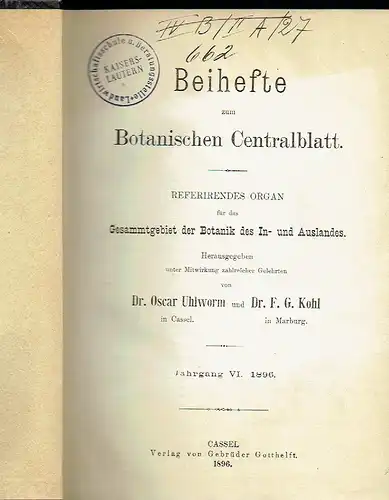 IV B/II A/27
662
Landwirtschaftsschule u. Beratungsstelle
KAISERS-
LAUTERN
Beihefte
zum
Botanischen Centralblatt.
REFERIRENDES ORGAN
für das
Gesammtgebiet der Botanik des In- und Auslandes.
Herausgegeben
unter Mitwirkung zahlreicher Gelehrten
von
Dr. Oscar Uhlworm und Dr. F. G. Kohl
in Cassel. in Marburg.
Jahrgang VI. 1896.
CASSEL
Verlag von Gebrüder Gotthelft.
1896.